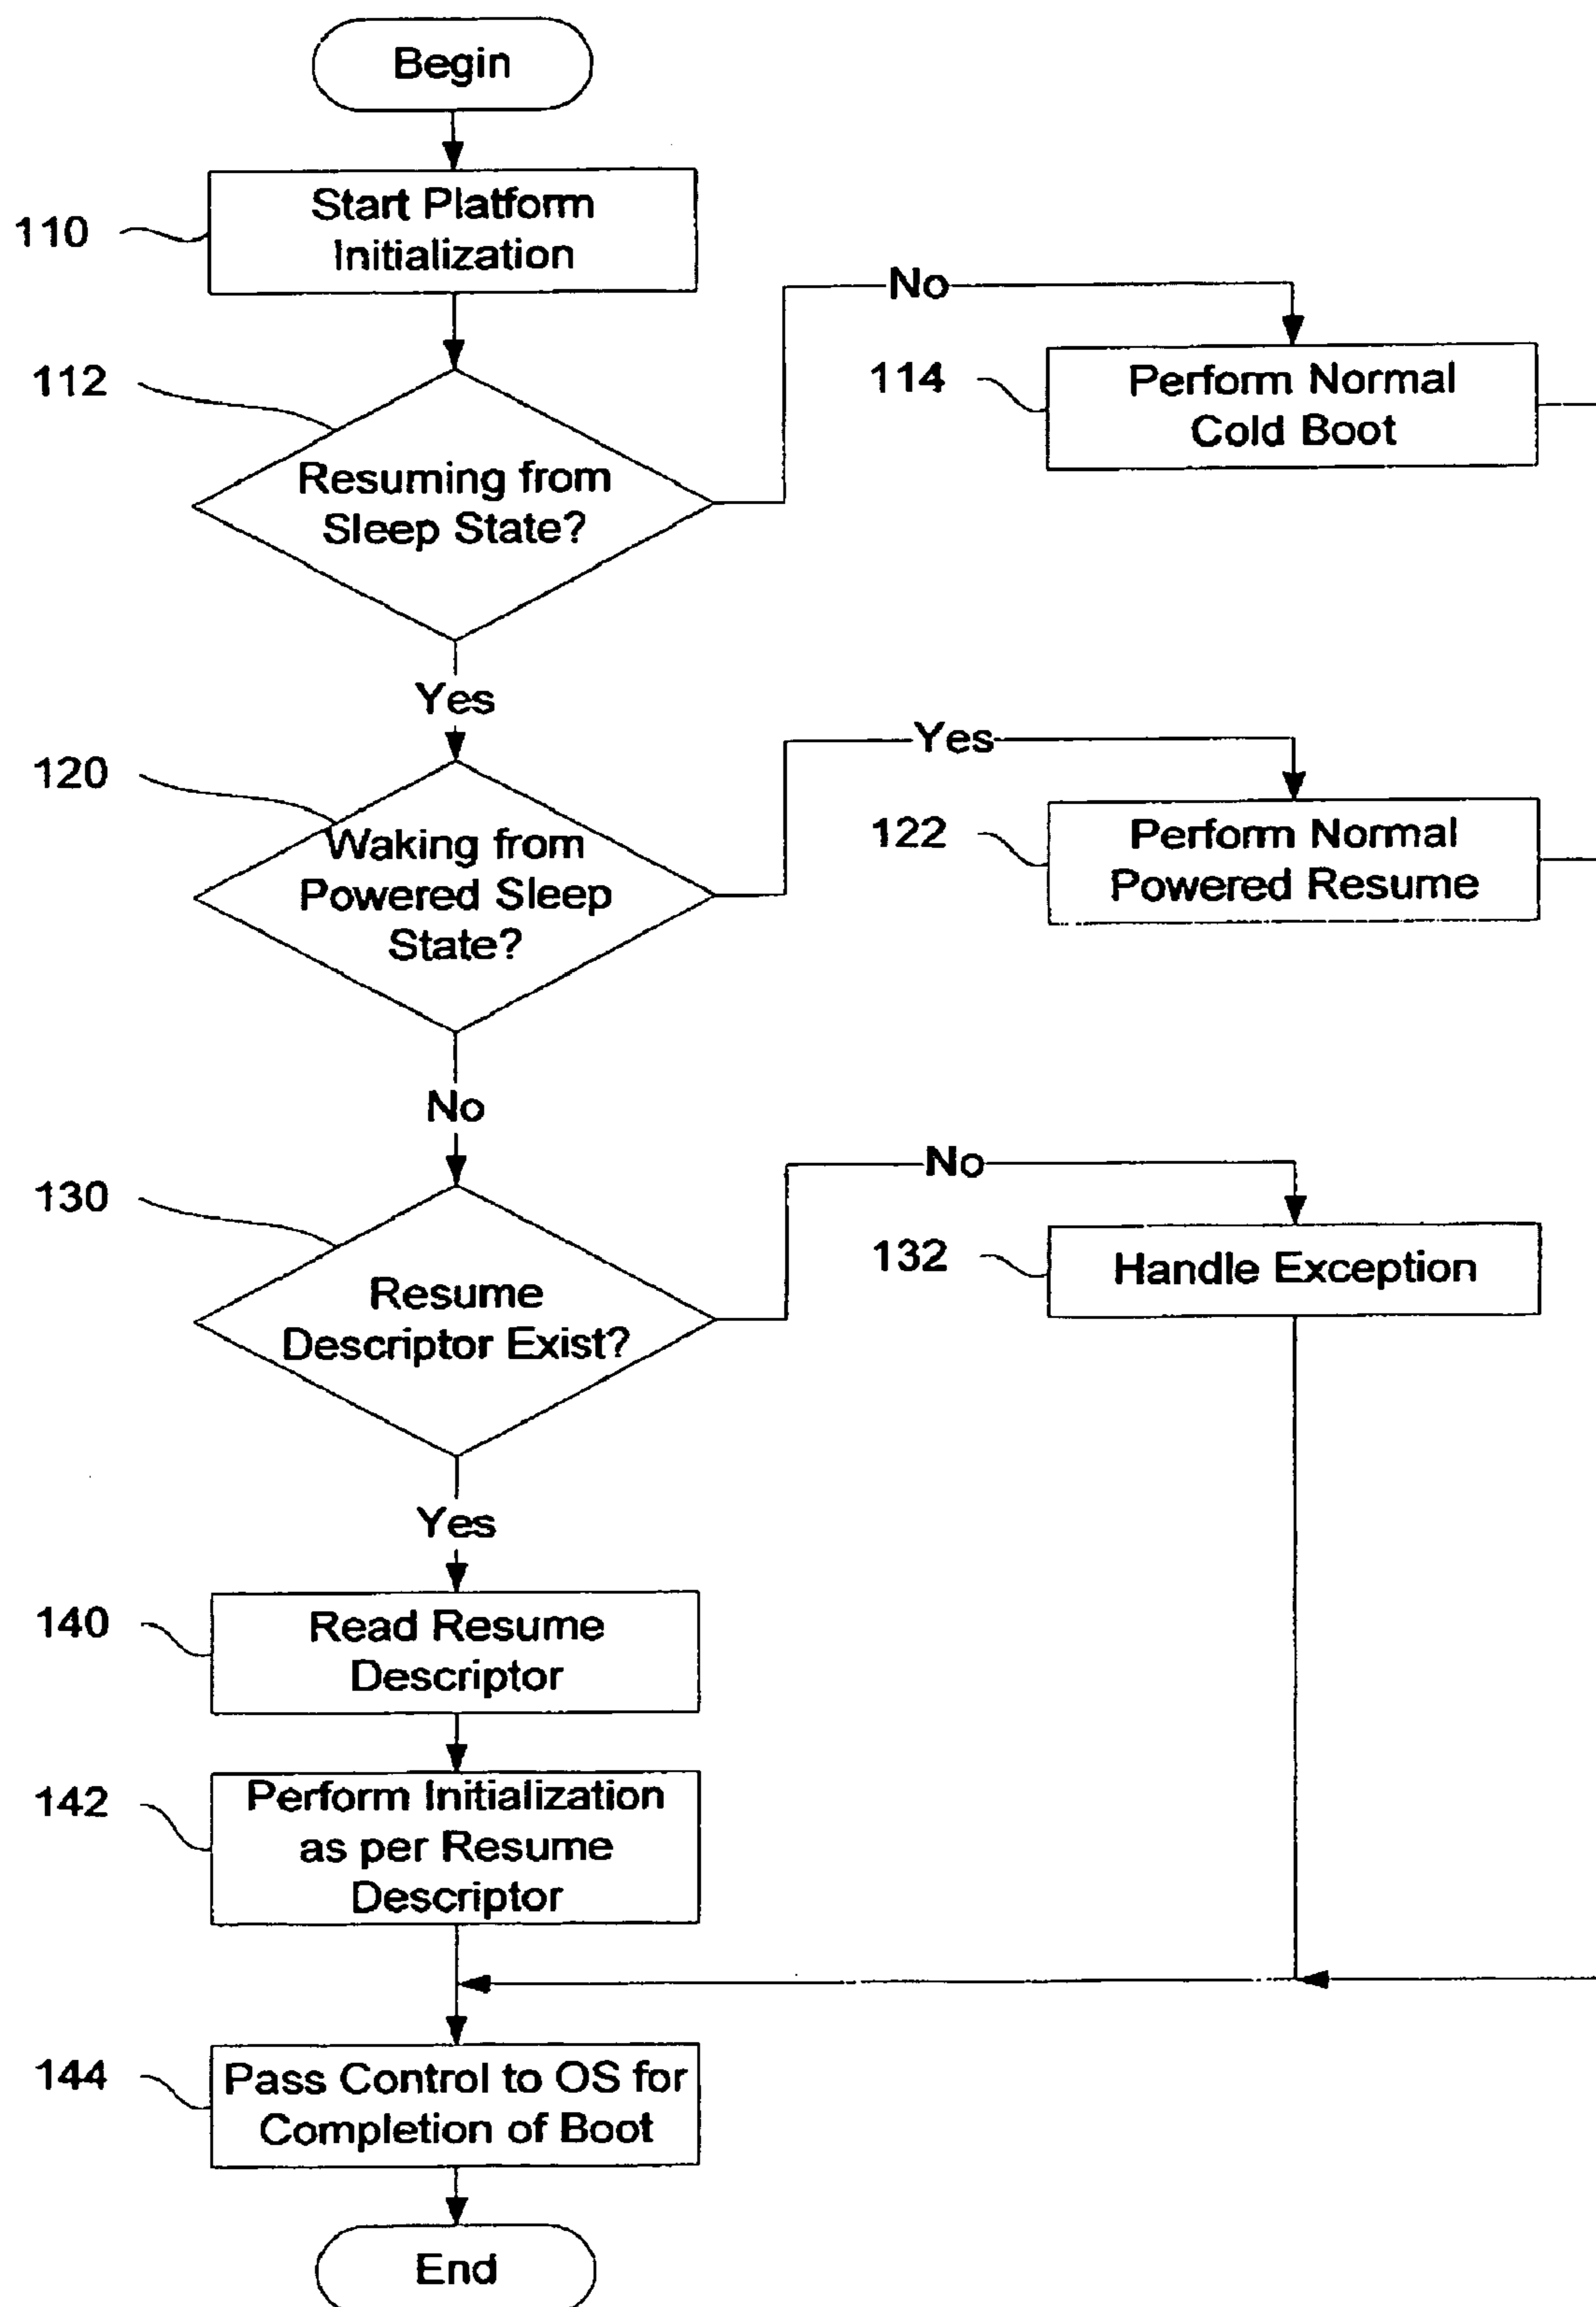 Begin
110
Start Platform
Initialization
No
112
Resuming from
Sleep State?
114
Perform Normal
Cold Boot
Yes
120
Waking from
Powered Sleep
State?
Yes
122
Perform Normal
Powered Resume
No
130
Resume
Descriptor Exist?
No
132
Handle Exception
Yes
140
Read Resume
Descriptor
142
Perform Initialization
as per Resume
Descriptor
144
Pass Control to OS for
Completion of Boot
End